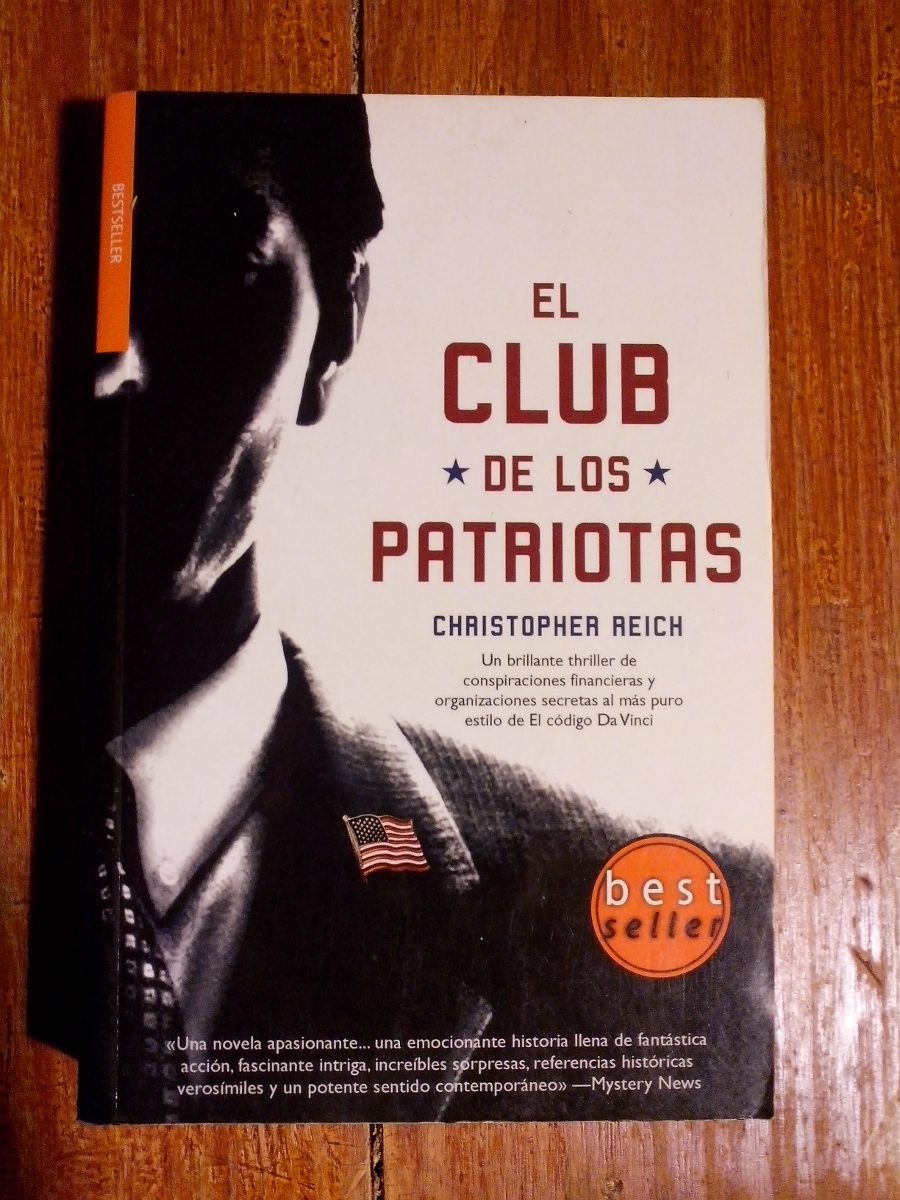 BESTSELLER
EL
CLUB
DE LOS
PATRIOTAS
CHRISTOPHER REICH
Un brillante thriller de
conspiraciones financieras y
organizaciones secretas al más puro
estilo de El código Da Vinci
best
seller
«Una novela apasionante... una emocionante historia llena de fantástica
acción, fascinante intriga, increíbles sorpresas, referencias históricas
verosímiles y un potente sentido contemporáneo» —Mystery News